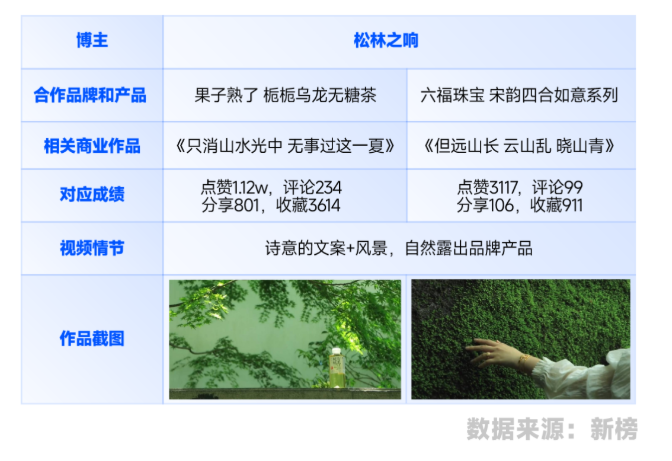 博主 松林之响
合作品牌和产品 果子熟了 栀栀乌龙无糖茶 六福珠宝 宋韵四合如意系列
相关商业作品 《只消山水光中 无事过这一夏》 《但远山长 云山乱 晓山青》
对应成绩 点赞1.12w，评论234 点赞3117，评论99
分享801，收藏3614 分享106，收藏911
视频情节 诗意的文案+风景，自然露出品牌产品
作品截图
数据来源：新榜